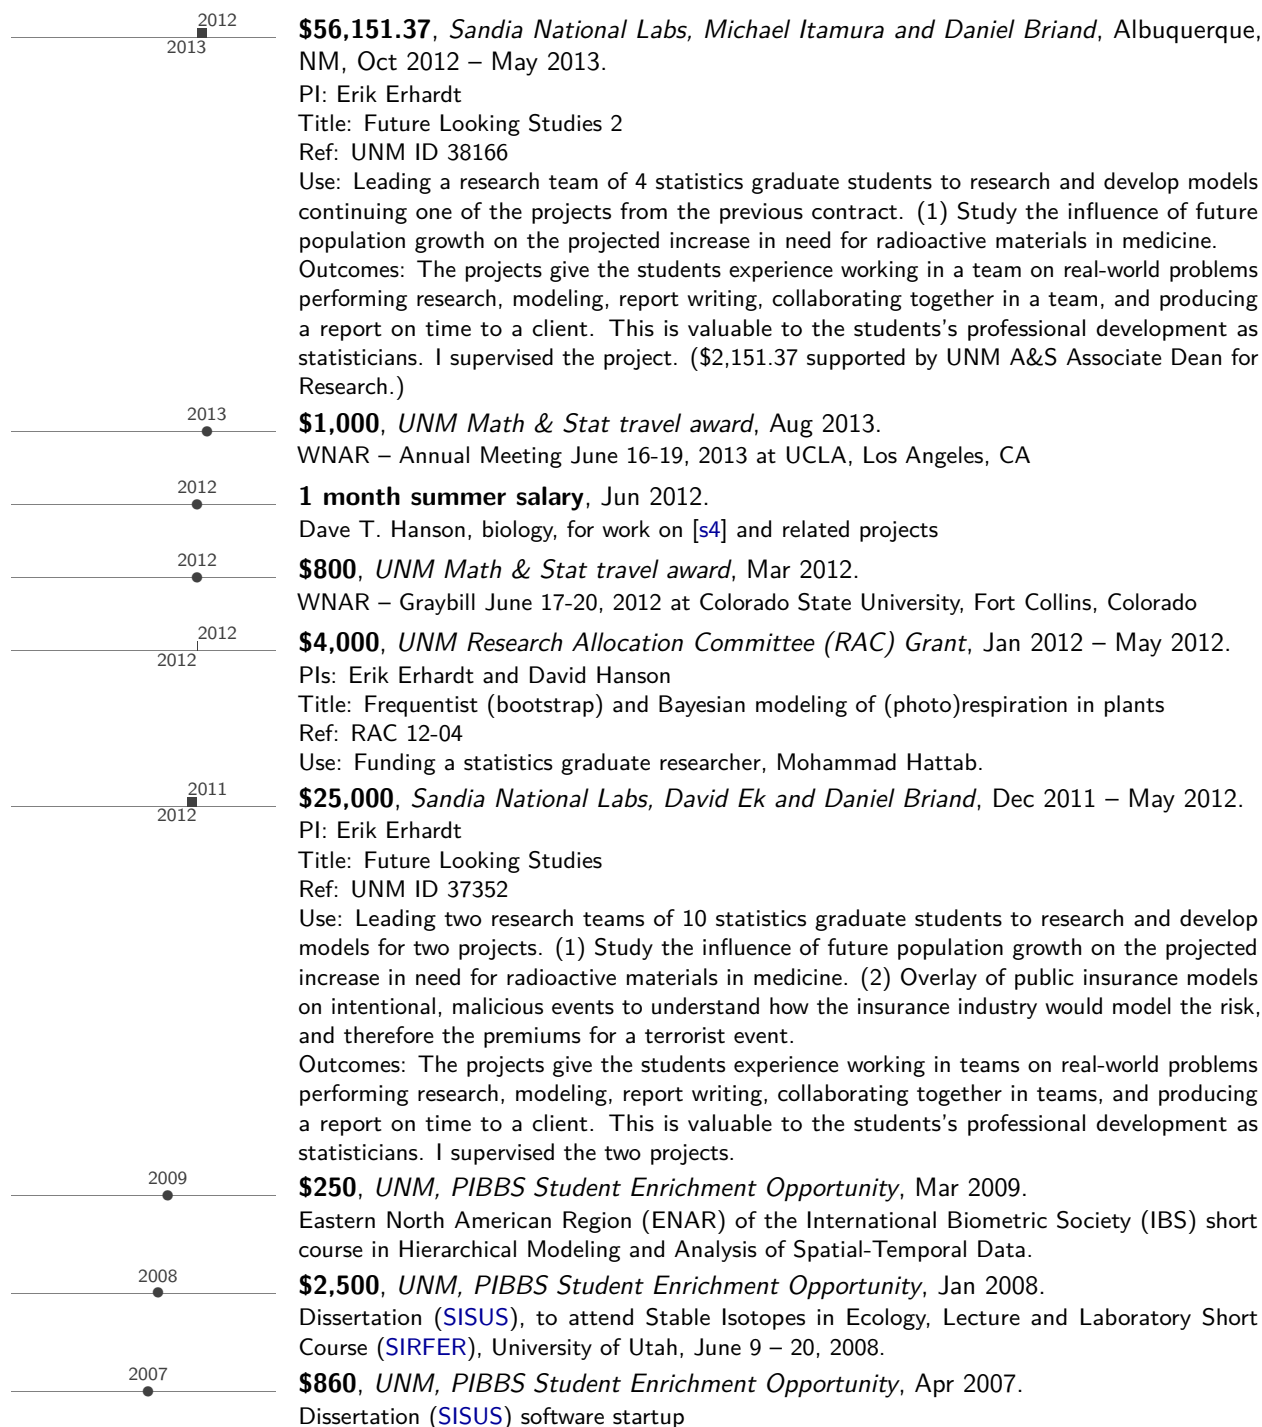 2012
2013
$56,151.37, Sandia National Labs, Michael Itamura and Daniel Briand, Albuquerque,
NM, Oct 2012 – May 2013.
PI: Erik Erhardt
Title: Future Looking Studies 2
Ref: UNM ID 38166
Use: Leading a research team of 4 statistics graduate students to research and develop models
continuing one of the projects from the previous contract. (1) Study the influence of future
population growth on the projected increase in need for radioactive materials in medicine.
Outcomes: The projects give the students experience working in a team on real-world problems
performing research, modeling, report writing, collaborating together in a team, and producing
a report on time to a client. This is valuable to the students's professional development as
statisticians. I supervised the project. ($2,151.37 supported by UNM A&S Associate Dean for
Research.)
2013
$1,000, UNM Math & Stat travel award, Aug 2013.
WNAR – Annual Meeting June 16-19, 2013 at UCLA, Los Angeles, CA
2012
1 month summer salary, Jun 2012.
Dave T. Hanson, biology, for work on [s4] and related projects
2012
$800, UNM Math & Stat travel award, Mar 2012.
WNAR – Graybill June 17-20, 2012 at Colorado State University, Fort Collins, Colorado
2012
2012
$4,000, UNM Research Allocation Committee (RAC) Grant, Jan 2012 – May 2012.
PIs: Erik Erhardt and David Hanson
Title: Frequentist (bootstrap) and Bayesian modeling of (photo)respiration in plants
Ref: RAC 12-04
Use: Funding a statistics graduate researcher, Mohammad Hattab.
2011
2012
$25,000, Sandia National Labs, David Ek and Daniel Briand, Dec 2011 – May 2012.
PI: Erik Erhardt
Title: Future Looking Studies
Ref: UNM ID 37352
Use: Leading two research teams of 10 statistics graduate students to research and develop
models for two projects. (1) Study the influence of future population growth on the projected
increase in need for radioactive materials in medicine. (2) Overlay of public insurance models
on intentional, malicious events to understand how the insurance industry would model the risk,
and therefore the premiums for a terrorist event.
Outcomes: The projects give the students experience working in teams on real-world problems
performing research, modeling, report writing, collaborating together in teams, and producing
a report on time to a client. This is valuable to the students's professional development as
statisticians. I supervised the two projects.
2009
$250, UNM, PIBBS Student Enrichment Opportunity, Mar 2009.
Eastern North American Region (ENAR) of the International Biometric Society (IBS) short
course in Hierarchical Modeling and Analysis of Spatial-Temporal Data.
2008
$2,500, UNM, PIBBS Student Enrichment Opportunity, Jan 2008.
Dissertation (SISUS), to attend Stable Isotopes in Ecology, Lecture and Laboratory Short
Course (SIRFER), University of Utah, June 9 – 20, 2008.
2007
$860, UNM, PIBBS Student Enrichment Opportunity, Apr 2007.
Dissertation (SISUS) software startup